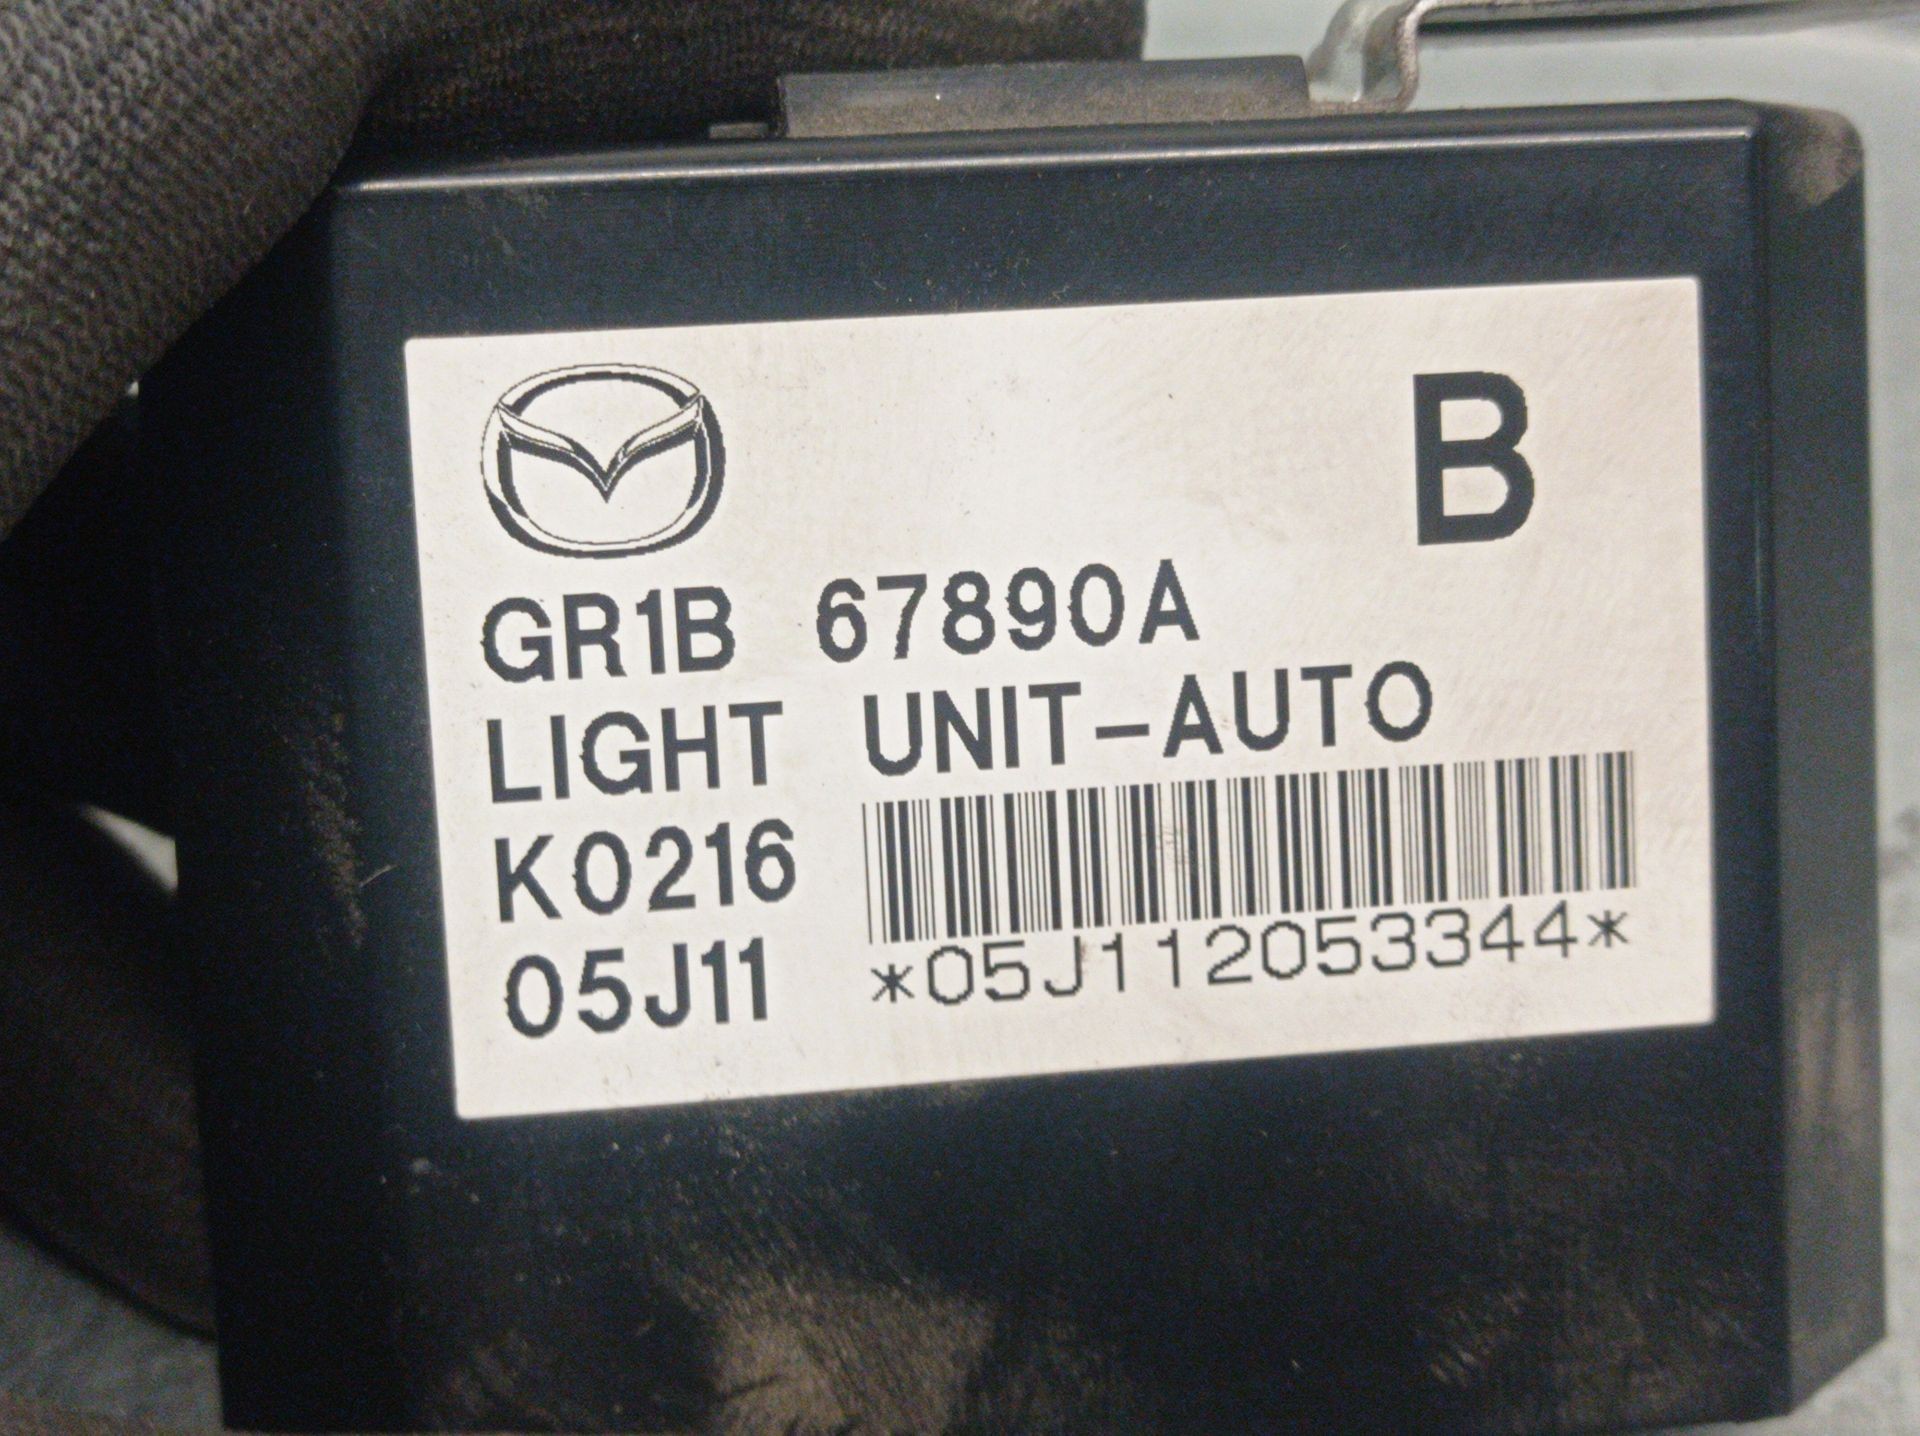 B
GR1B 67890A
LIGHT UNIT-AUTO
K0216
05J11
*05J112053344*